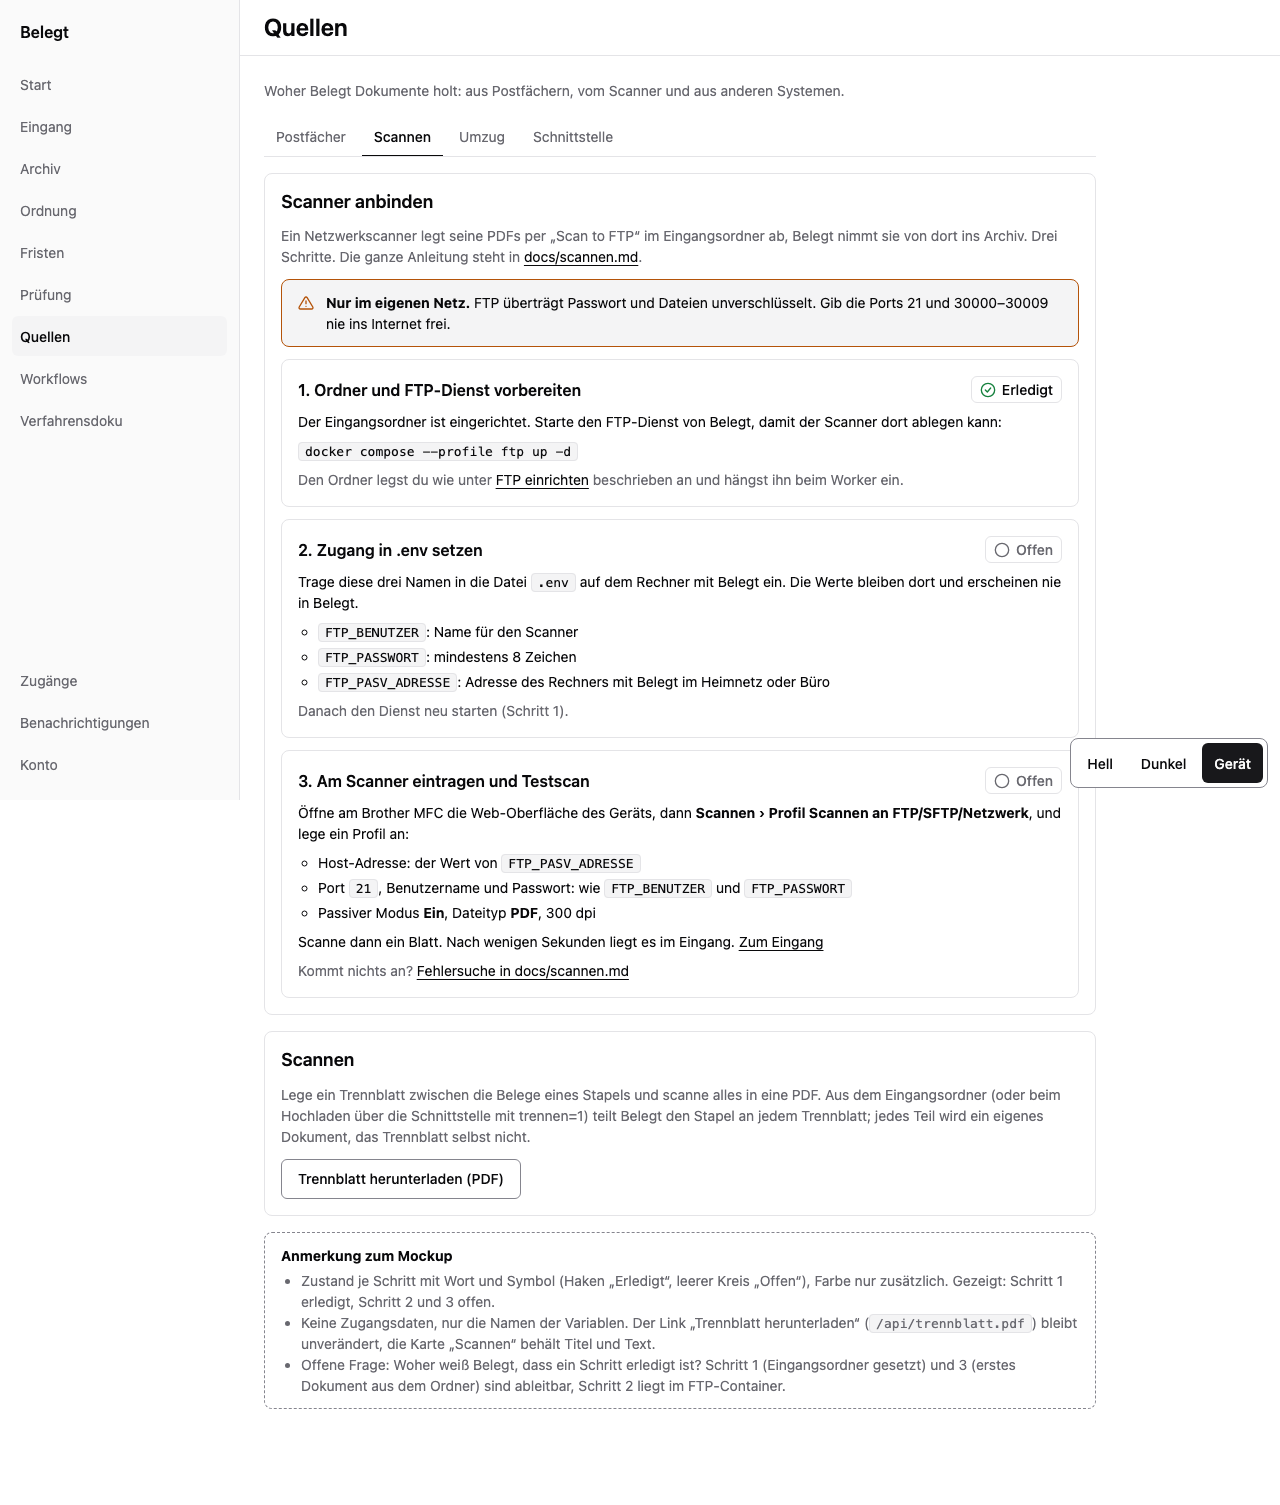 Belegt
Start
Eingang
Archiv
Ordnung
Fristen
Prüfung
Quellen
Workflows
Verfahrensdoku
Zugänge
Benachrichtigungen
Konto
Quellen
Woher Belegt Dokumente holt: aus Postfächern, vom Scanner und aus anderen Systemen.
Postfächer Scannen Umzug Schnittstelle
Scanner anbinden
Ein Netzwerkscanner legt seine PDFs per „Scan to FTP“ im Eingangsordner ab, Belegt nimmt sie von dort ins Archiv. Drei
Schritte. Die ganze Anleitung steht in docs/scannen.md.
Nur im eigenen Netz. FTP überträgt Passwort und Dateien unverschlüsselt. Gib die Ports 21 und 30000–30009
nie ins Internet frei.
1. Ordner und FTP-Dienst vorbereiten
Erledigt
Der Eingangsordner ist eingerichtet. Starte den FTP-Dienst von Belegt, damit der Scanner dort ablegen kann:
docker compose --profile ftp up -d
Den Ordner legst du wie unter FTP einrichten beschrieben an und hängst ihn beim Worker ein.
2. Zugang in .env setzen
Offen
Trage diese drei Namen in die Datei .env auf dem Rechner mit Belegt ein. Die Werte bleiben dort und erscheinen nie
in Belegt.
FTP_BENUTZER: Name für den Scanner
FTP_PASSWORT: mindestens 8 Zeichen
FTP_PASV_ADRESSE: Adresse des Rechners mit Belegt im Heimnetz oder Büro
Danach den Dienst neu starten (Schritt 1).
3. Am Scanner eintragen und Testscan
Offen
Öffne am Brother MFC die Web-Oberfläche des Geräts, dann Scannen › Profil Scannen an FTP/SFTP/Netzwerk, und
lege ein Profil an:
Host-Adresse: der Wert von FTP_PASV_ADRESSE
Port 21, Benutzername und Passwort: wie FTP_BENUTZER und FTP_PASSWORT
Passiver Modus Ein, Dateityp PDF, 300 dpi
Scanne dann ein Blatt. Nach wenigen Sekunden liegt es im Eingang. Zum Eingang
Kommt nichts an? Fehlersuche in docs/scannen.md
Hell Dunkel Gerät
Scannen
Lege ein Trennblatt zwischen die Belege eines Stapels und scanne alles in eine PDF. Aus dem Eingangsordner (oder beim
Hochladen über die Schnittstelle mit trennen=1) teilt Belegt den Stapel an jedem Trennblatt; jedes Teil wird ein eigenes
Dokument, das Trennblatt selbst nicht.
Trennblatt herunterladen (PDF)
Anmerkung zum Mockup
Zustand je Schritt mit Wort und Symbol (Haken „Erledigt“, leerer Kreis „Offen“), Farbe nur zusätzlich. Gezeigt: Schritt 1
erledigt, Schritt 2 und 3 offen.
Keine Zugangsdaten, nur die Namen der Variablen. Der Link „Trennblatt herunterladen“ (/api/trennblatt.pdf) bleibt
unverändert, die Karte „Scannen“ behält Titel und Text.
Offene Frage: Woher weiß Belegt, dass ein Schritt erledigt ist? Schritt 1 (Eingangsordner gesetzt) und 3 (erstes
Dokument aus dem Ordner) sind ableitbar, Schritt 2 liegt im FTP-Container.